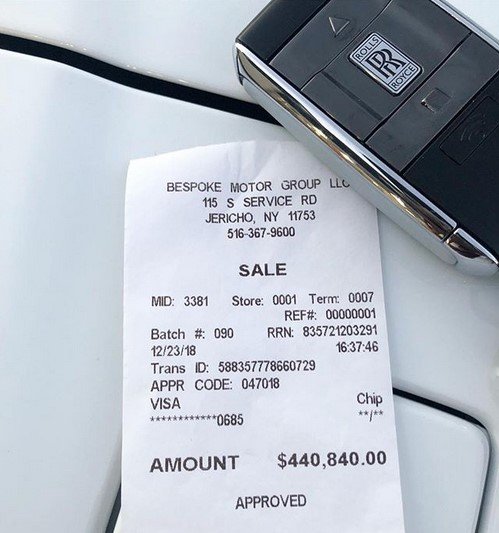 ROLLS
RR
ROYCE
BESPOKE MOTOR GROUP LLC
115 S SERVICE RD
JERICHO, NY 11753
516-367-9600
SALE
MID: 3381 Store: 0001 Term: 0007
REF#: 00000001
Batch #: 090 RRN: 835721203291
12/23/18 16:37:46
Trans ID: 588357778660729
APPR CODE: 047018
VISA Chip
************0685 **/**
AMOUNT $440,840.00
APPROVED